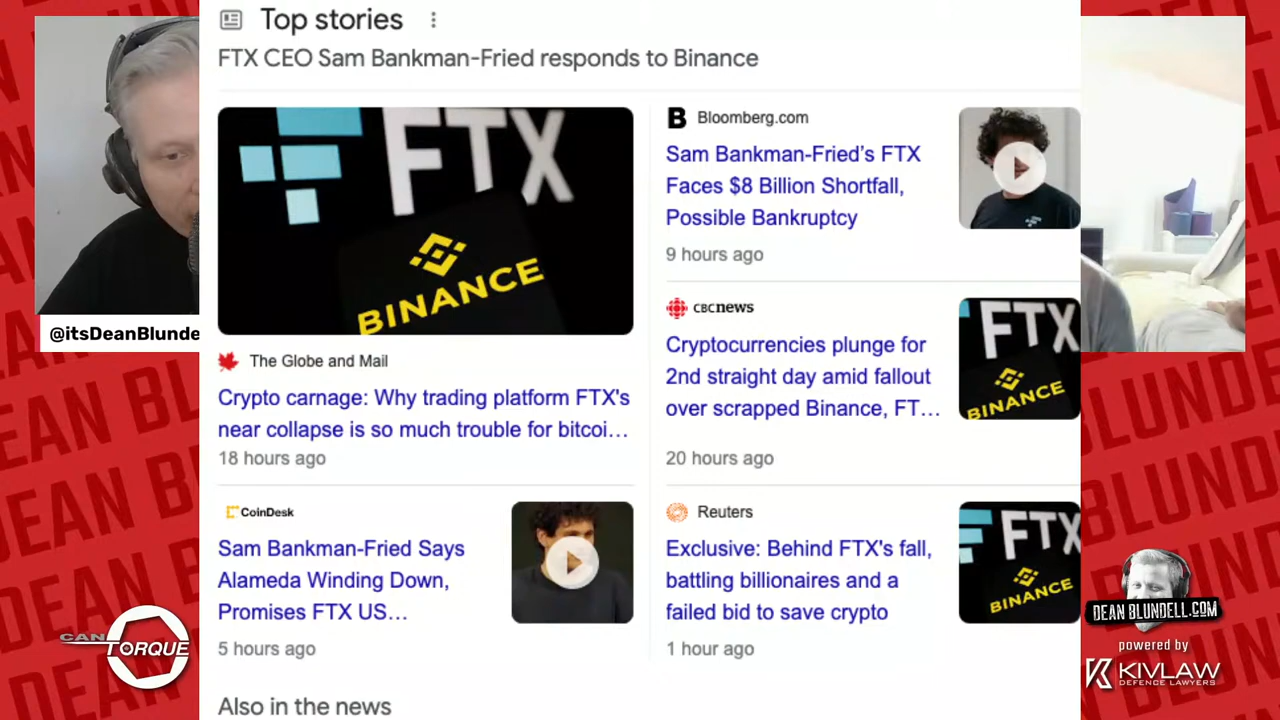 Top stories
FTX CEO Sam Bankman-Fried responds to Binance
FTX
BINANCE
The Globe and Mail
Crypto carnage: Why trading platform FTX's
near collapse is so much trouble for bitcoi…
18 hours ago
CoinDesk
Sam Bankman-Fried Says
Alameda Winding Down,
Promises FTX US…
5 hours ago
B Bloomberg.com
Sam Bankman-Fried’s FTX
Faces $8 Billion Shortfall,
Possible Bankruptcy
9 hours ago
CBCNEWS
Cryptocurrencies plunge for
2nd straight day amid fallout
over scrapped Binance, FT…
20 hours ago
FTX
BINANCE
Reuters
Exclusive: Behind FTX's fall,
battling billionaires and a
failed bid to save crypto
1 hour ago
FTX
BINANCE
Also in the news
@itsDeanBlunde
CAN
TORQUE
DEAN BLUNDELL.COM
powered by
KIVLAW
DEFENCE LAWYERS
DEAN BLUNDELL